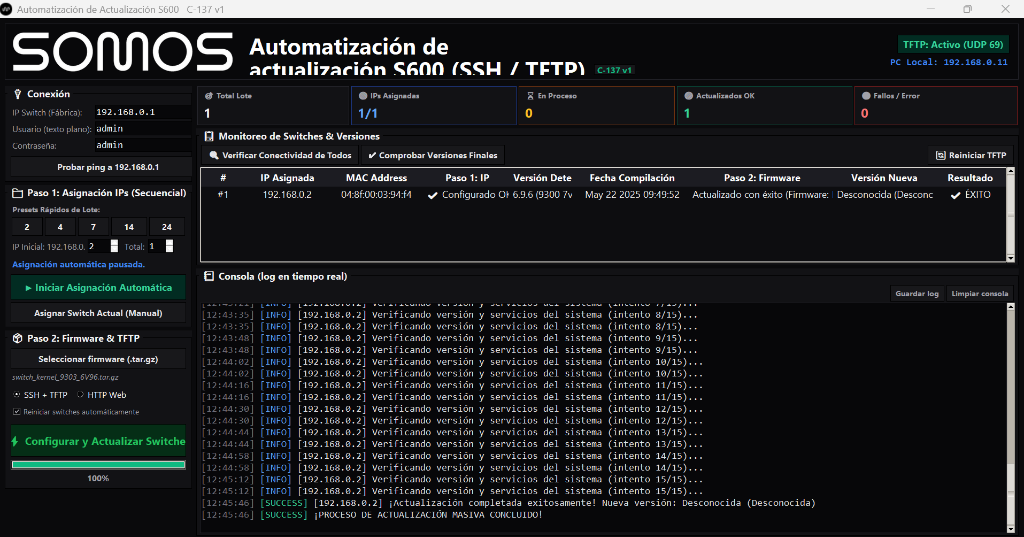 Automatización de Actualización S600 C-137 v1
SOMOS
Automatización de
actualización S600 (SSH / TFTP) C-137 v1
TFTP: Activo (UDP 69)
PC Local: 192.168.0.11
Conexión
IP Switch (Fábrica): 192.168.0.1
Usuario (texto plano): admin
Contraseña: admin
Probar ping a 192.168.0.1
Paso 1: Asignación IPs (Secuencial)
Presets Rápidos de Lote:
2 4 7 14 24
IP Inicial: 192.168.0. 2 Total: 1
Asignación automática pausada.
► Iniciar Asignación Automática
Asignar Switch Actual (Manual)
Paso 2: Firmware & TFTP
Seleccionar firmware (.tar.gz)
switch_kernel_9303_6V96.tar.gz
SSH + TFTP HTTP Web
Reiniciar switches automáticamente
Configurar y Actualizar Switche
100%
Total Lote
1
IPs Asignadas
1/1
En Proceso
0
Actualizados OK
1
Fallos / Error
0
Monitoreo de Switches & Versiones
Verificar Conectividad de Todos ✔ Comprobar Versiones Finales Reiniciar TFTP
# IP Asignada MAC Address Paso 1: IP Versión Dete Fecha Compilación Paso 2: Firmware Versión Nueva Resultado
#1 192.168.0.2 04:8f:00:03:94:f4 ✔ Configurado OK 6.9.6 (9300 7v May 22 2025 09:49:52 Actualizado con éxito (Firmware: Desconocida (Desconc ✔ ÉXITO
Consola (log en tiempo real)
Guardar log Limpiar consola
[12:43:21] [INFO] [192.168.0.2] Verificando versión y servicios del sistema (intento 7/15)...
[12:43:35] [INFO] [192.168.0.2] Verificando versión y servicios del sistema (intento 8/15)...
[12:43:35] [INFO] [192.168.0.2] Verificando versión y servicios del sistema (intento 8/15)...
[12:43:48] [INFO] [192.168.0.2] Verificando versión y servicios del sistema (intento 9/15)...
[12:43:48] [INFO] [192.168.0.2] Verificando versión y servicios del sistema (intento 9/15)...
[12:44:02] [INFO] [192.168.0.2] Verificando versión y servicios del sistema (intento 10/15)...
[12:44:02] [INFO] [192.168.0.2] Verificando versión y servicios del sistema (intento 10/15)...
[12:44:16] [INFO] [192.168.0.2] Verificando versión y servicios del sistema (intento 11/15)...
[12:44:16] [INFO] [192.168.0.2] Verificando versión y servicios del sistema (intento 11/15)...
[12:44:30] [INFO] [192.168.0.2] Verificando versión y servicios del sistema (intento 12/15)...
[12:44:30] [INFO] [192.168.0.2] Verificando versión y servicios del sistema (intento 12/15)...
[12:44:44] [INFO] [192.168.0.2] Verificando versión y servicios del sistema (intento 13/15)...
[12:44:44] [INFO] [192.168.0.2] Verificando versión y servicios del sistema (intento 13/15)...
[12:44:58] [INFO] [192.168.0.2] Verificando versión y servicios del sistema (intento 14/15)...
[12:44:58] [INFO] [192.168.0.2] Verificando versión y servicios del sistema (intento 14/15)...
[12:45:12] [INFO] [192.168.0.2] Verificando versión y servicios del sistema (intento 15/15)...
[12:45:12] [INFO] [192.168.0.2] Verificando versión y servicios del sistema (intento 15/15)...
[12:45:46] [SUCCESS] [192.168.0.2] ¡Actualización completada exitosamente! Nueva versión: Desconocida (Desconocida)
[12:45:46] [SUCCESS] ¡PROCESO DE ACTUALIZACIÓN MASIVA CONCLUIDO!